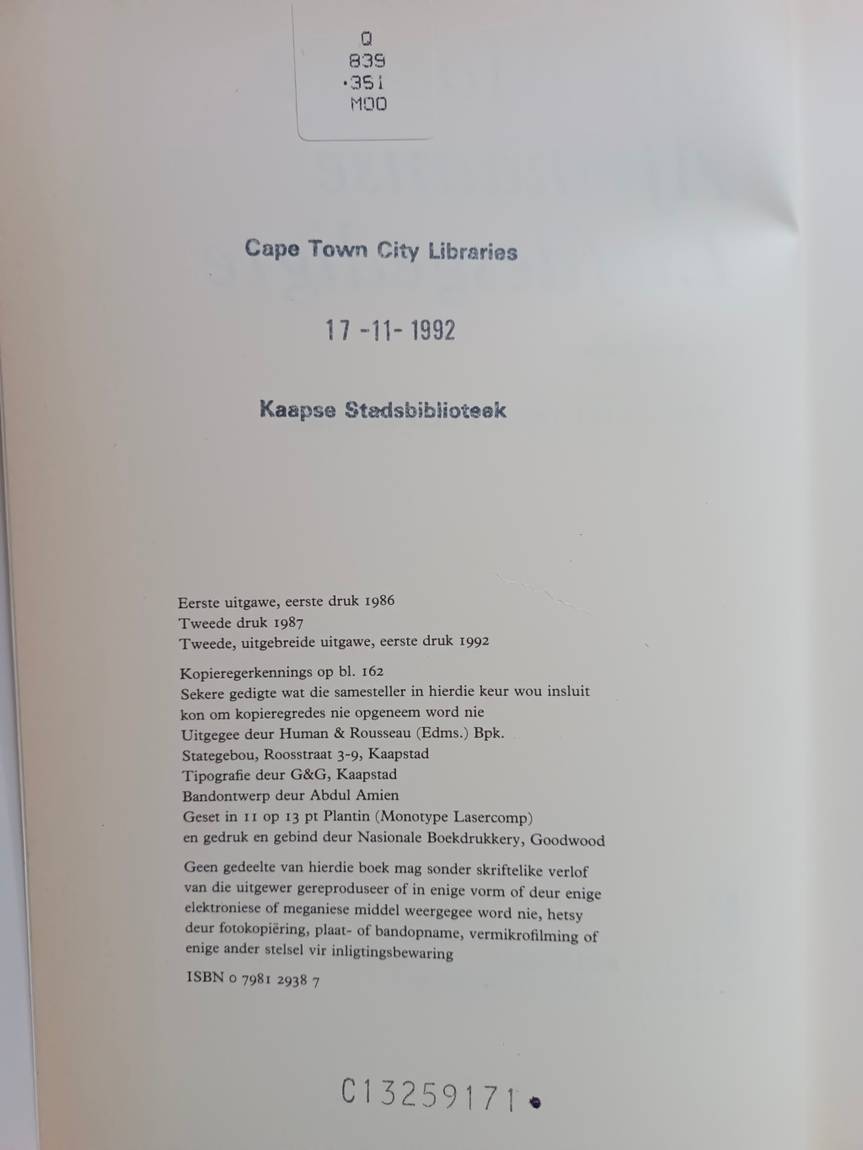 Q
839
.351
MOO
Cape Town City Libraries
17 -11- 1992
Kaapse Stadsbiblioteek
Eerste uitgawe, eerste druk 1986
Tweede druk 1987
Tweede, uitgebreide uitgawe, eerste druk 1992
Kopieregerkennings op bl. 162
Sekere gedigte wat die samesteller in hierdie keur wou insluit
kon om kopieregredes nie opgeneem word nie
Uitgegee deur Human & Rousseau (Edms.) Bpk.
Stategebou, Roosstraat 3-9, Kaapstad
Tipografie deur G&G, Kaapstad
Bandontwerp deur Abdul Amien
Geset in 11 op 13 pt Plantin (Monotype Lasercomp)
en gedruk en gebind deur Nasionale Boekdrukkery, Goodwood
Geen gedeelte van hierdie boek mag sonder skriftelike verlof
van die uitgewer gereproduseer of in enige vorm of deur enige
elektroniese of meganiese middel weergegee word nie, hetsy
deur fotokopiëring, plaat- of bandopname, vermikrofilming of
enige ander stelsel vir inligtingsbewaring
ISBN 0 7981 2938 7
C13259171